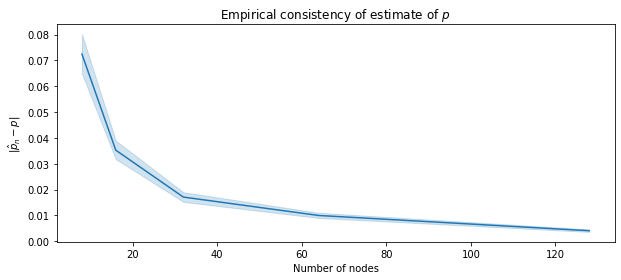 Empirical consistency of estimate of p
0.08
0.07
0.06
0.05
0.04
0.03
0.02
0.01
0.00
|p̂ₙ − p|
20 40 60 80 100 120
Number of nodes